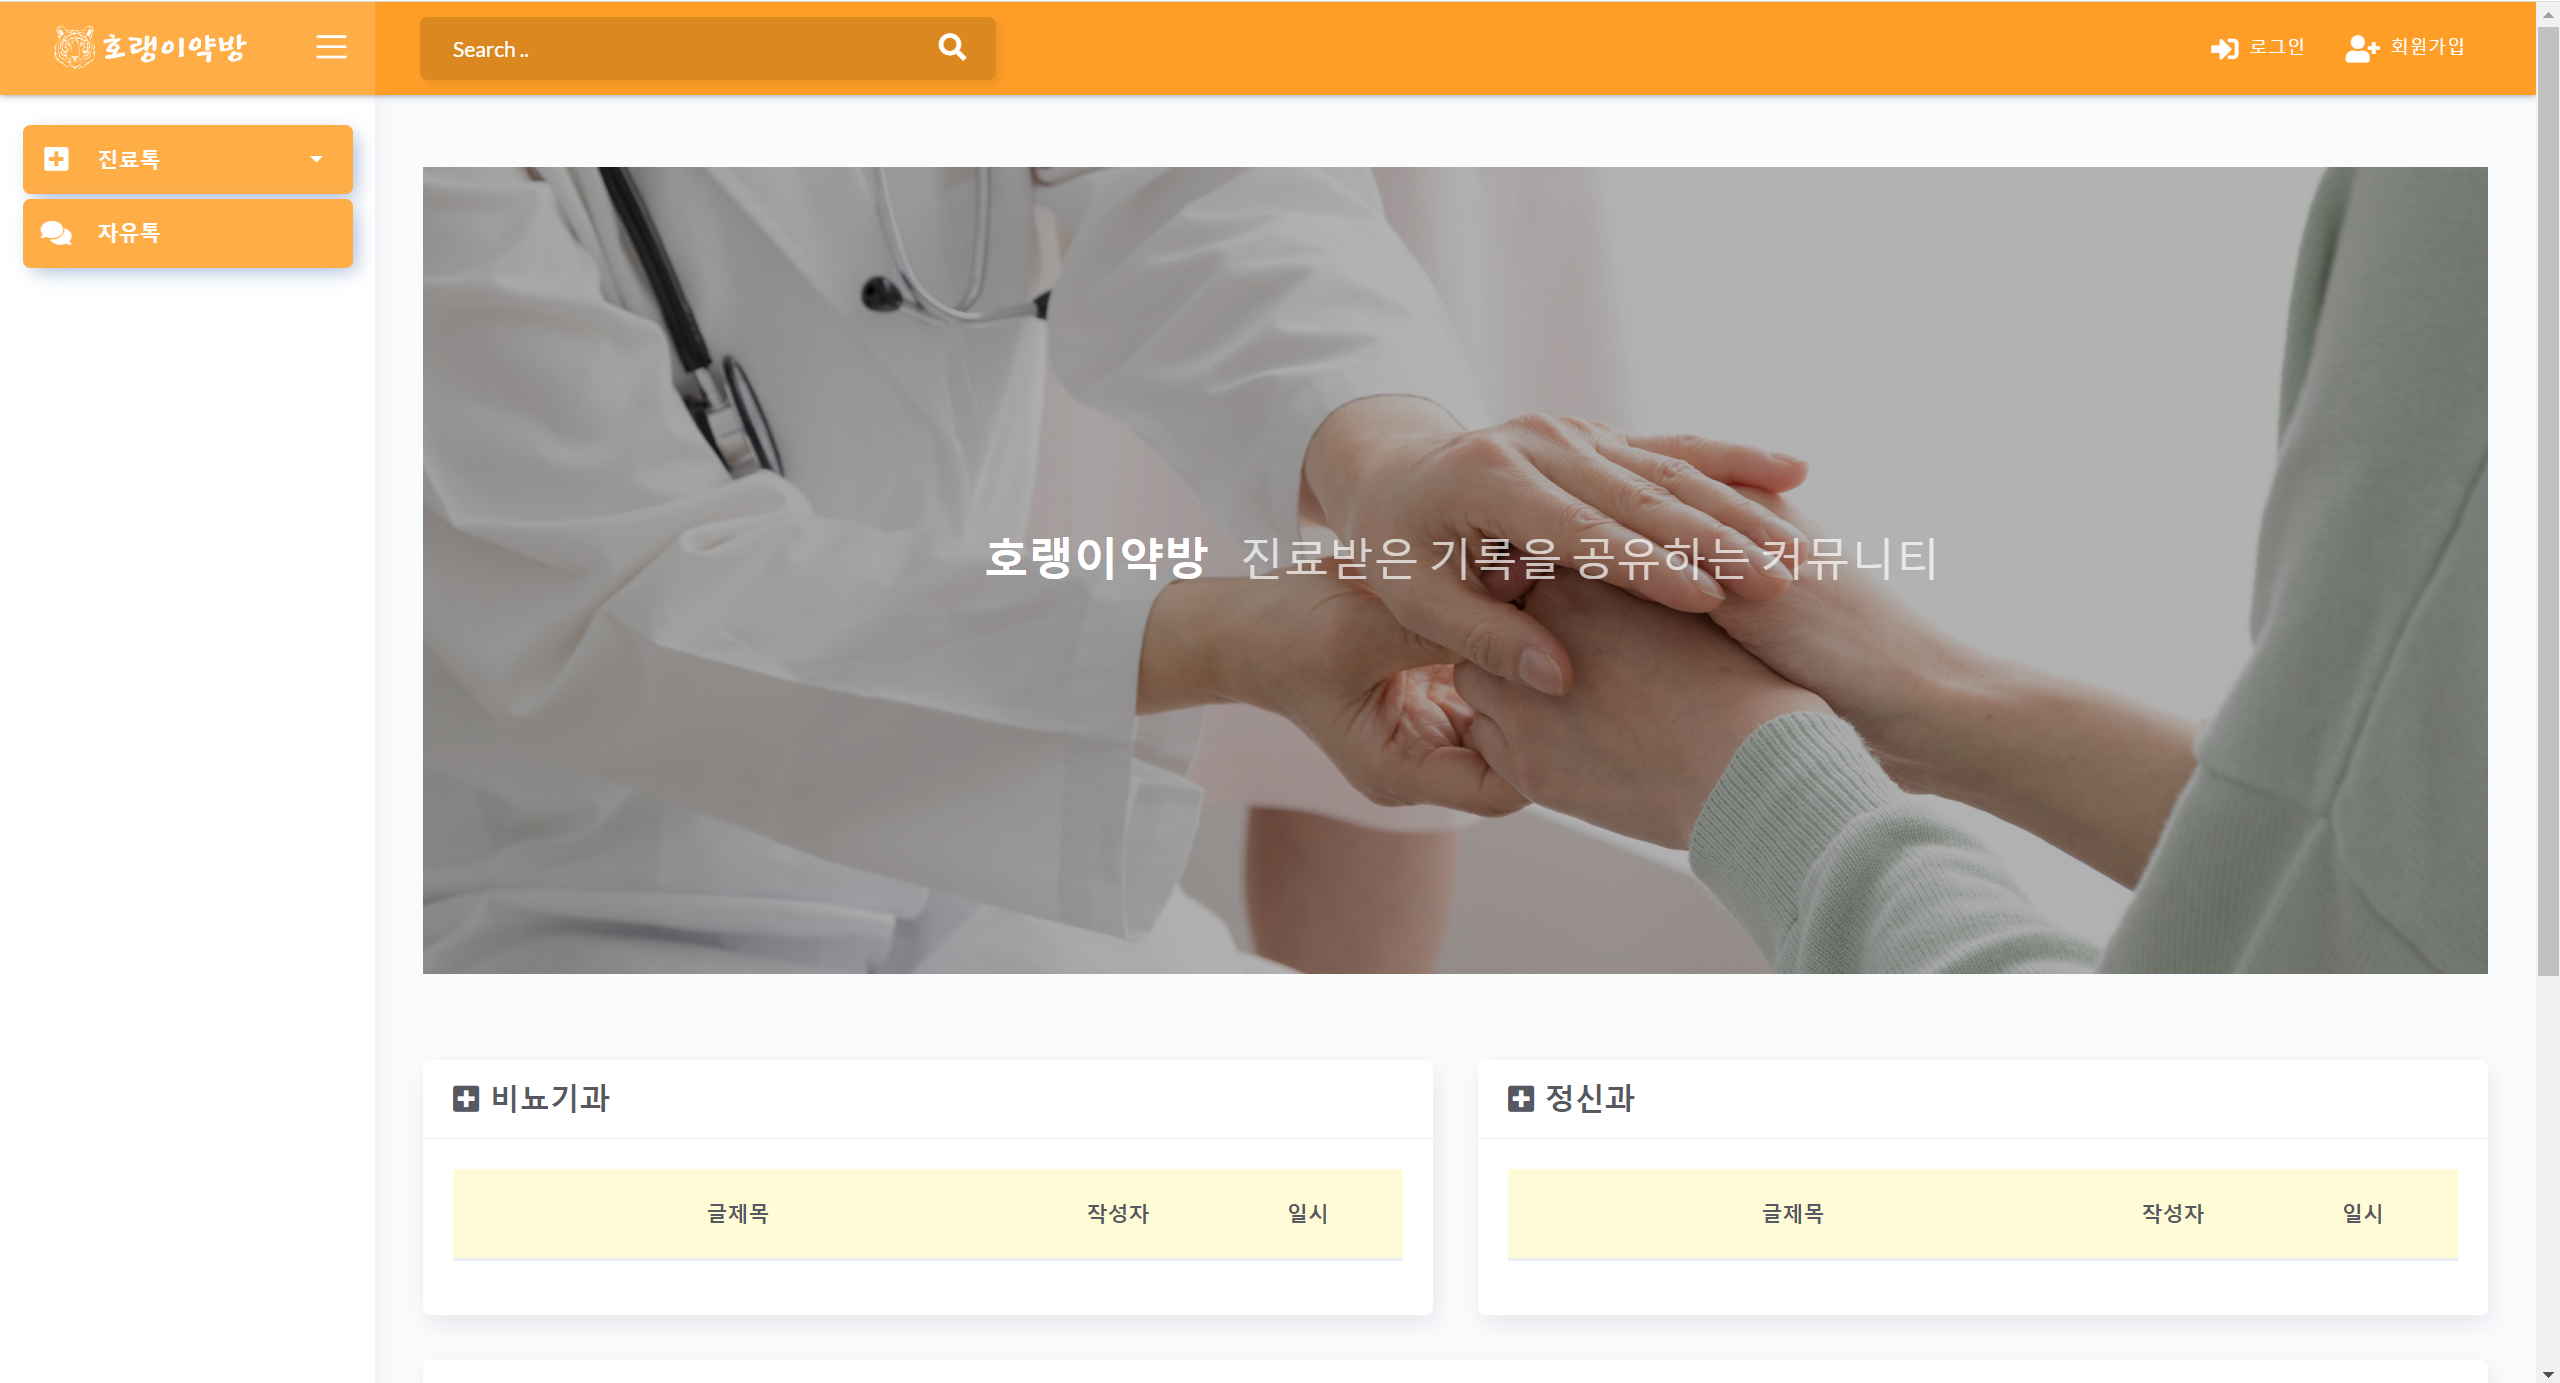 호랭이약방
Search ..
로그인
회원가입
진료톡
자유톡
호랭이약방 진료받은 기록을 공유하는 커뮤니티
비뇨기과
글제목 작성자 일시
정신과
글제목 작성자 일시